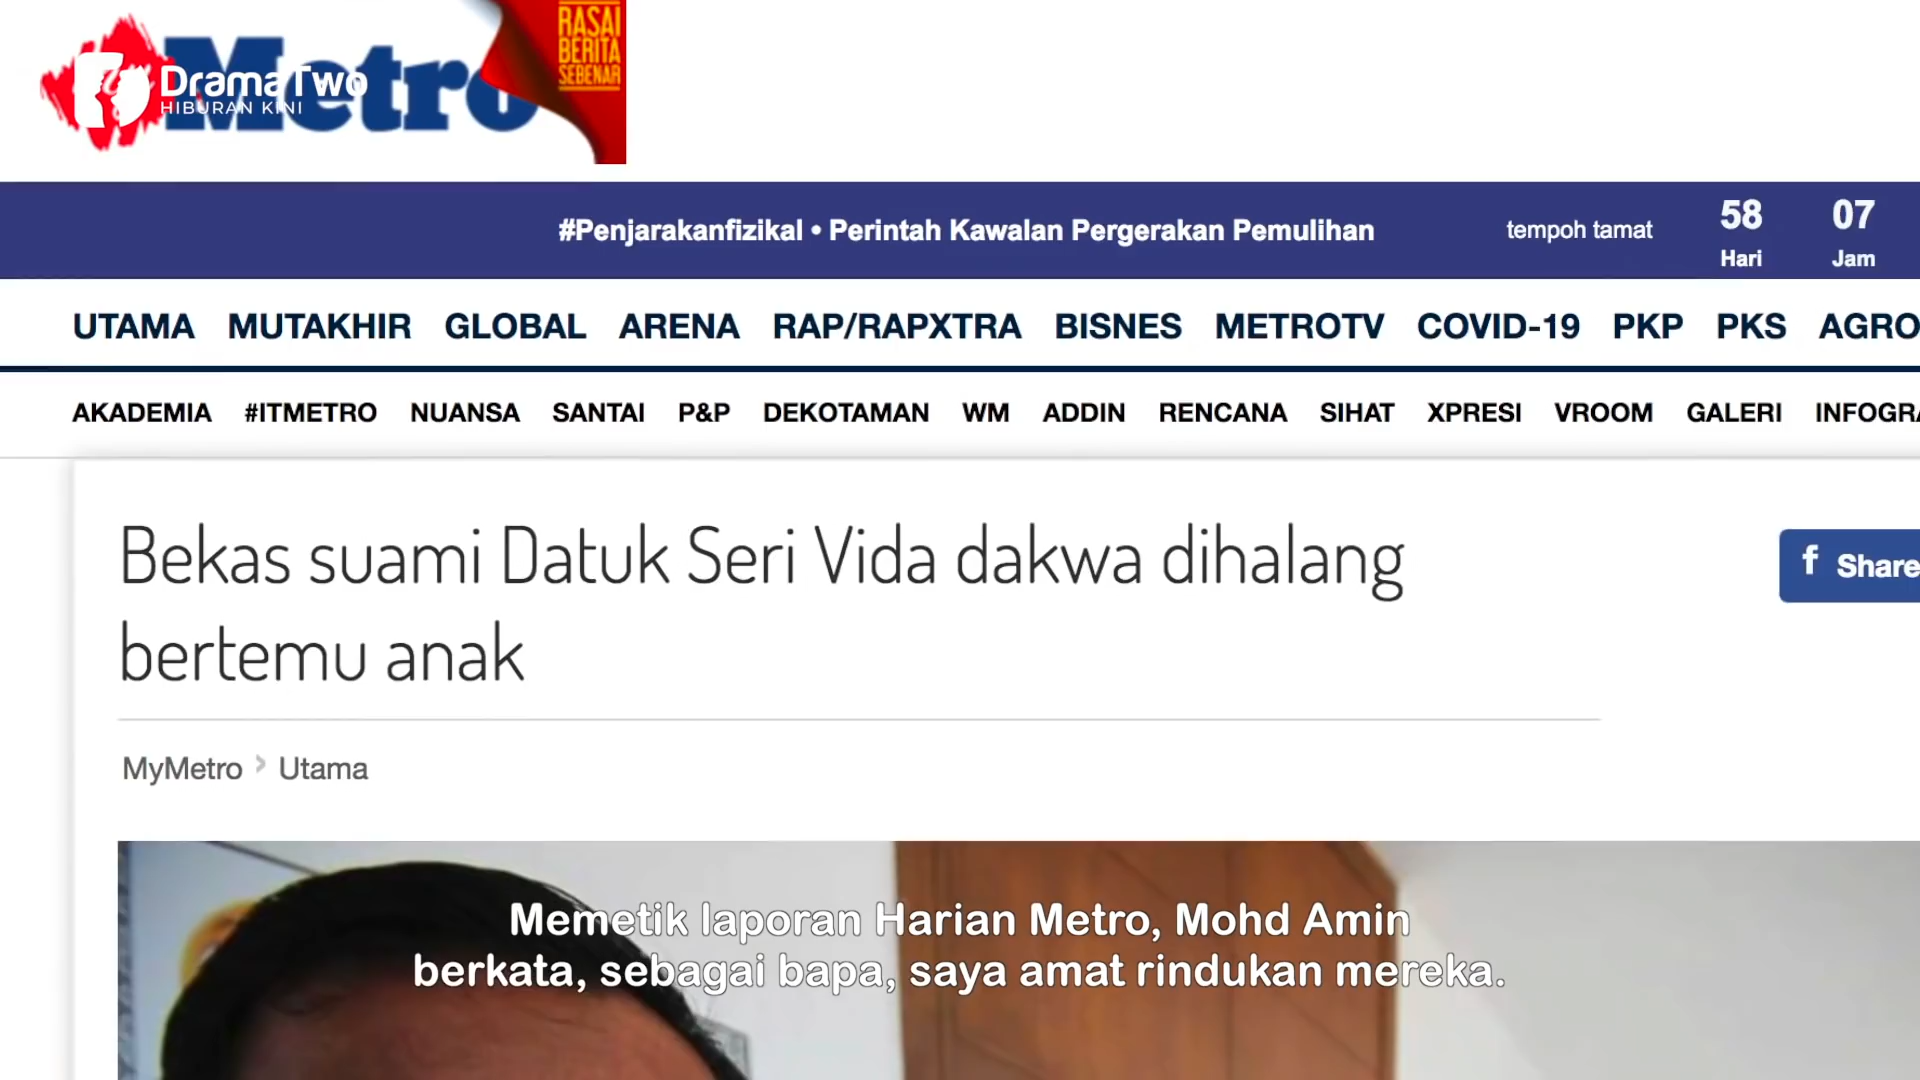 Metro
RASAI
BERITA
SEBENAR
DramaTwo
HIBURAN KINI
#Penjarakanfizikal • Perintah Kawalan Pergerakan Pemulihan
tempoh tamat
58 07
Hari Jam
UTAMA MUTAKHIR GLOBAL ARENA RAP/RAPXTRA BISNES METROTV COVID-19 PKP PKS AGRO
AKADEMIA #ITMETRO NUANSA SANTAI P&P DEKOTAMAN WM ADDIN RENCANA SIHAT XPRESI VROOM GALERI INFOGRA
Bekas suami Datuk Seri Vida dakwa dihalang
bertemu anak
f Share
MyMetro > Utama
Memetik laporan Harian Metro, Mohd Amin
berkata, sebagai bapa, saya amat rindukan mereka.